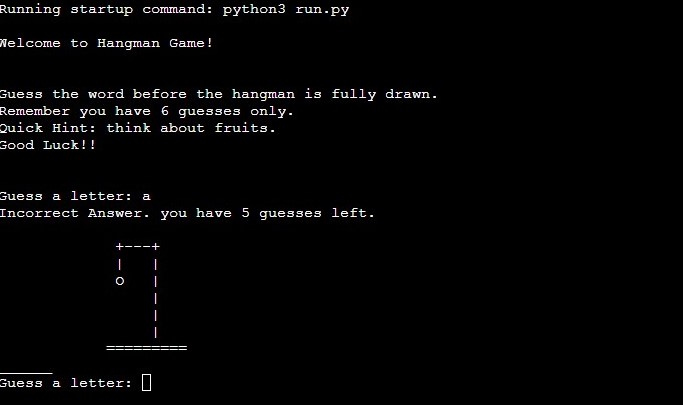 Running startup command: python3 run.py
Welcome to Hangman Game!
Guess the word before the hangman is fully drawn.
Remember you have 6 guesses only.
Quick Hint: think about fruits.
Good Luck!!
Guess a letter: a
Incorrect Answer. you have 5 guesses left.
+---+
|   |
O   |
    |
    |
    |
=========
______
Guess a letter: